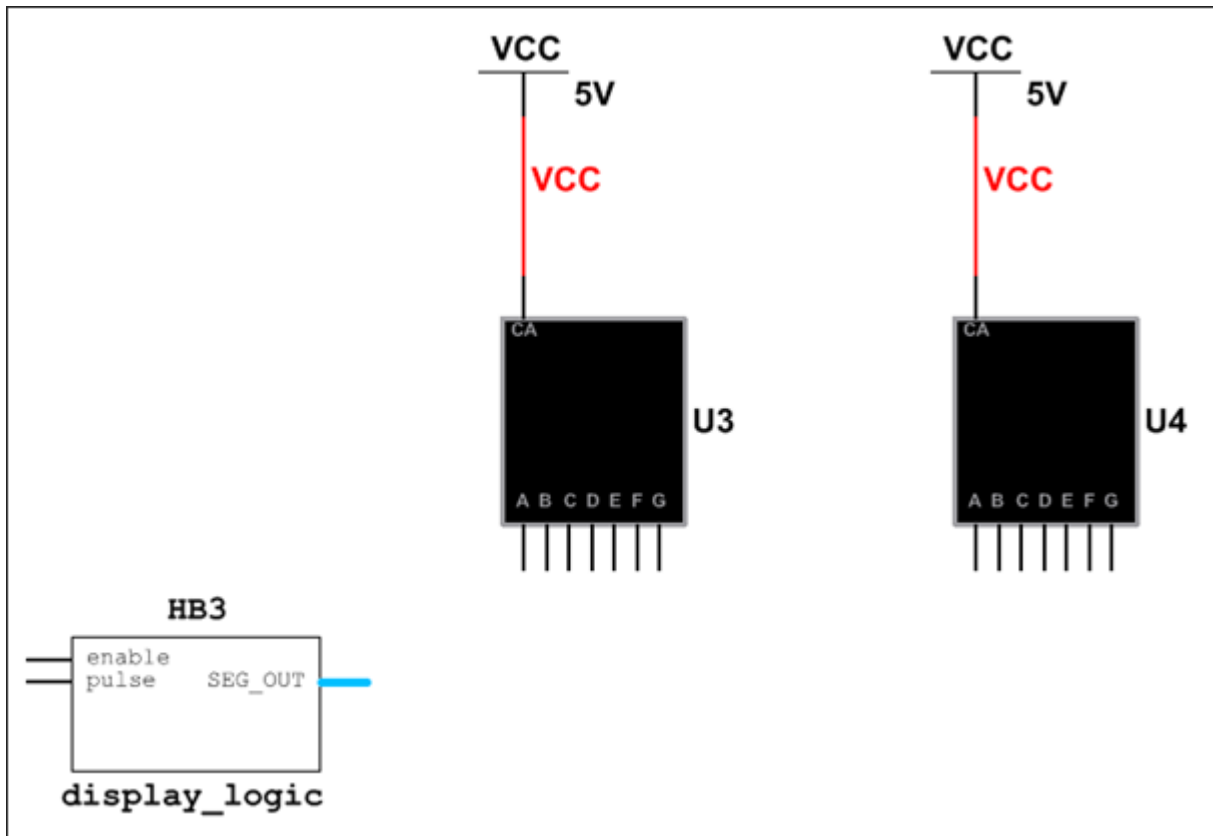 VCC
5V
VCC
CA
U3
A B C D E F G
VCC
5V
VCC
CA
U4
A B C D E F G
HB3
enable
pulse SEG_OUT
display_logic